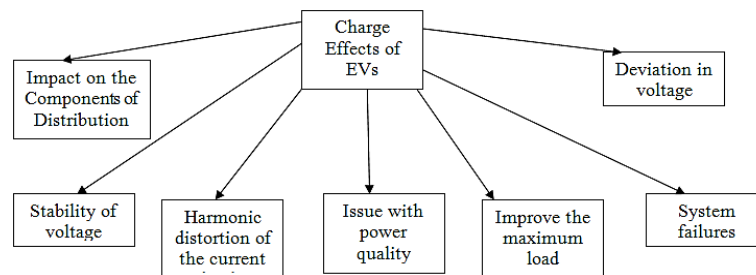 Charge
Effects of
EVs
Impact on the
Components of
Distribution
Deviation in
voltage
Stability of
voltage
Harmonic
distortion of
the current
Issue with
power
quality
Improve the
maximum
load
System
failures